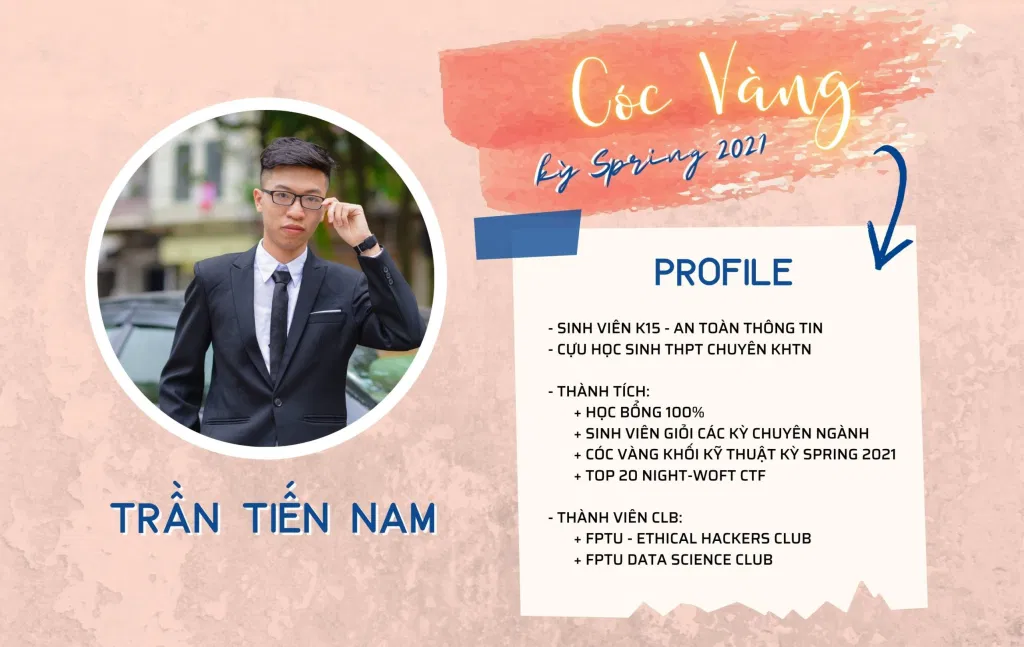 Cóc Vàng
kỳ Spring 2021
PROFILE
- SINH VIÊN K15 - AN TOÀN THÔNG TIN
- CỰU HỌC SINH THPT CHUYÊN KHTN
- THÀNH TÍCH:
+ HỌC BỔNG 100%
+ SINH VIÊN GIỎI CÁC KỲ CHUYÊN NGÀNH
+ CÓC VÀNG KHỐI KỸ THUẬT KỲ SPRING 2021
+ TOP 20 NIGHT-WOFT CTF
- THÀNH VIÊN CLB:
+ FPTU - ETHICAL HACKERS CLUB
+ FPTU DATA SCIENCE CLUB
TRẦN TIẾN NAM